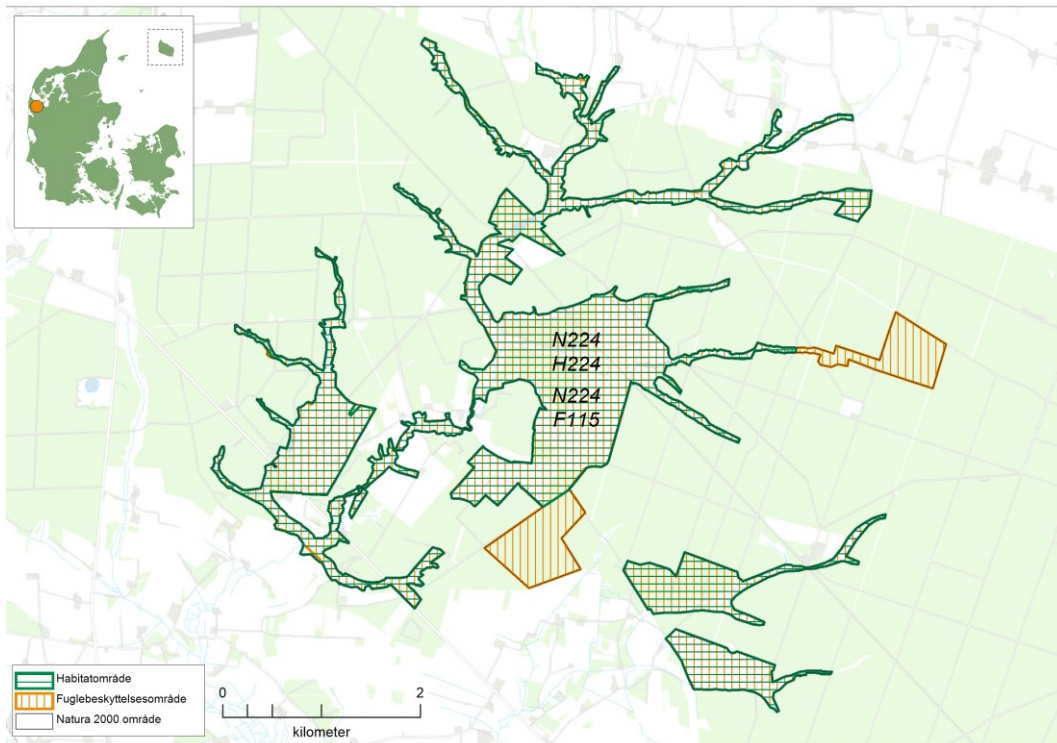 N224
H224
N224
F115
Habitatområde
Fuglebeskyttelsesområde
Natura 2000 område
0 2
kilometer